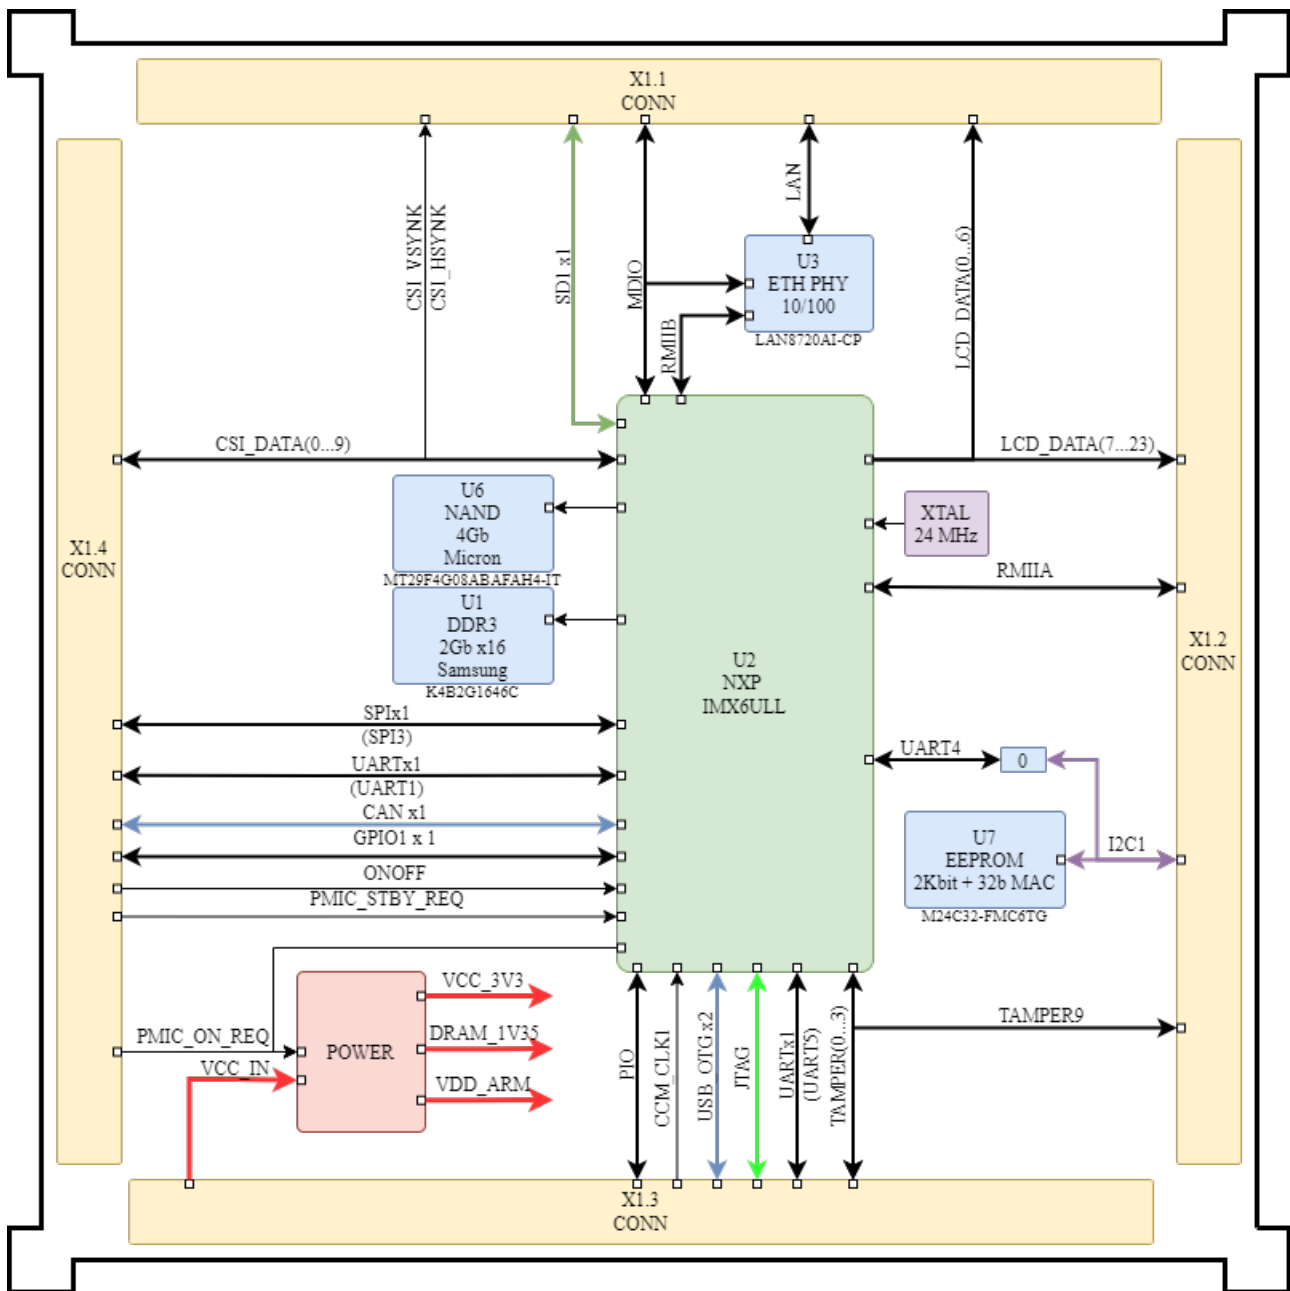 X1.1
CONN
CSI_VSYNK
CSI_HSYNK
SD1 x1
MDIO
RMIIB
LAN
U3
ETH PHY
10/100
LAN8720AI-CP
LCD_DATA(0...6)
CSI_DATA(0...9)
LCD_DATA(7...23)
U6
NAND
4Gb
Micron
MT29F4G08ABAFAH4-IT
XTAL
24 MHz
X1.4
CONN
RMIIA
U1
DDR3
2Gb x16
Samsung
K4B2G1646C
X1.2
CONN
U2
NXP
IMX6ULL
SPIx1
(SPI3)
UARTx1
(UART1)
CAN x1
GPIO1 x 1
ONOFF
PMIC_STBY_REQ
UART4
0
I2C1
U7
EEPROM
2Kbit + 32b MAC
M24C32-FMC6TG
PMIC_ON_REQ
VCC_IN
POWER
VCC_3V3
DRAM_1V35
VDD_ARM
PIO
CCM_CLK1
USB_OTG x2
JTAG
UARTx1
(UART5)
TAMPER(0...3)
TAMPER9
X1.3
CONN